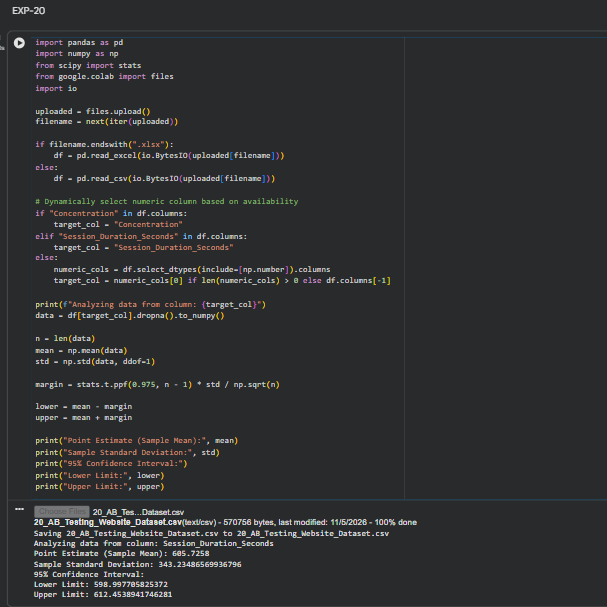 EXP-20
import pandas as pd
import numpy as np
from scipy import stats
from google.colab import files
import io
uploaded = files.upload()
filename = next(iter(uploaded))
if filename.endswith(".xlsx"):
    df = pd.read_excel(io.BytesIO(uploaded[filename]))
else:
    df = pd.read_csv(io.BytesIO(uploaded[filename]))
# Dynamically select numeric column based on availability
if "Concentration" in df.columns:
    target_col = "Concentration"
elif "Session_Duration_Seconds" in df.columns:
    target_col = "Session_Duration_Seconds"
else:
    numeric_cols = df.select_dtypes(include=[np.number]).columns
    target_col = numeric_cols[0] if len(numeric_cols) > 0 else df.columns[-1]
print(f"Analyzing data from column: {target_col}")
data = df[target_col].dropna().to_numpy()
n = len(data)
mean = np.mean(data)
std = np.std(data, ddof=1)
margin = stats.t.ppf(0.975, n - 1) * std / np.sqrt(n)
lower = mean - margin
upper = mean + margin
print("Point Estimate (Sample Mean):", mean)
print("Sample Standard Deviation:", std)
print("95% Confidence Interval:")
print("Lower Limit:", lower)
print("Upper Limit:", upper)
Choose Files 20_AB_Tes...Dataset.csv
20_AB_Testing_Website_Dataset.csv(text/csv) - 570756 bytes, last modified: 11/5/2026 - 100% done
Saving 20_AB_Testing_Website_Dataset.csv to 20_AB_Testing_Website_Dataset.csv
Analyzing data from column: Session_Duration_Seconds
Point Estimate (Sample Mean): 605.7258
Sample Standard Deviation: 343.23486569936796
95% Confidence Interval:
Lower Limit: 598.997705825372
Upper Limit: 612.4538941746281